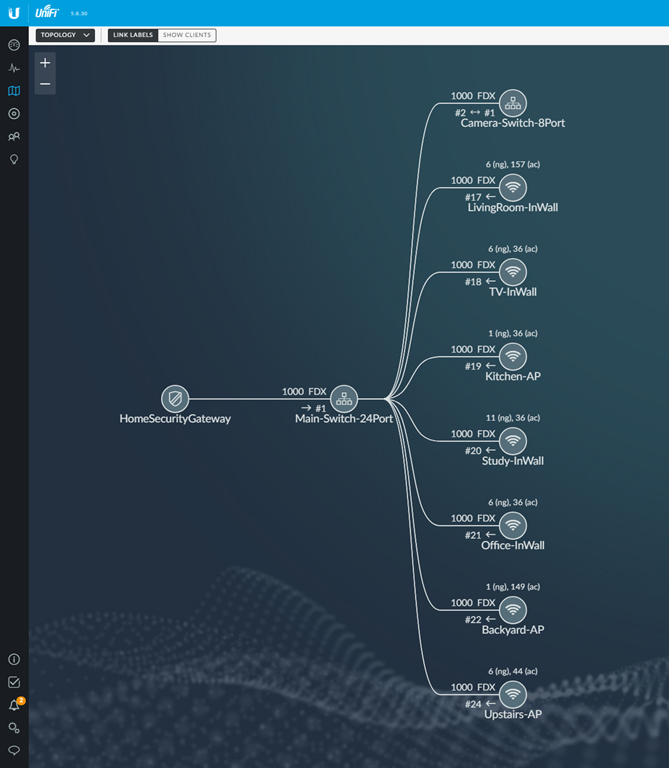 UniFi 5.6.30
TOPOLOGY LINK LABELS SHOW CLIENTS
+
−
1000 FDX
#2 ↔ #1
Camera-Switch-8Port
6 (ng), 157 (ac)
1000 FDX
#17 ←
LivingRoom-InWall
6 (ng), 36 (ac)
1000 FDX
#18 ←
TV-InWall
1 (ng), 36 (ac)
1000 FDX
#19 ←
Kitchen-AP
HomeSecurityGateway
1000 FDX
→ #1
Main-Switch-24Port
11 (ng), 36 (ac)
1000 FDX
#20 ←
Study-InWall
6 (ng), 36 (ac)
1000 FDX
#21 ←
Office-InWall
1 (ng), 149 (ac)
1000 FDX
#22 ←
Backyard-AP
6 (ng), 44 (ac)
1000 FDX
#24 ←
Upstairs-AP
2